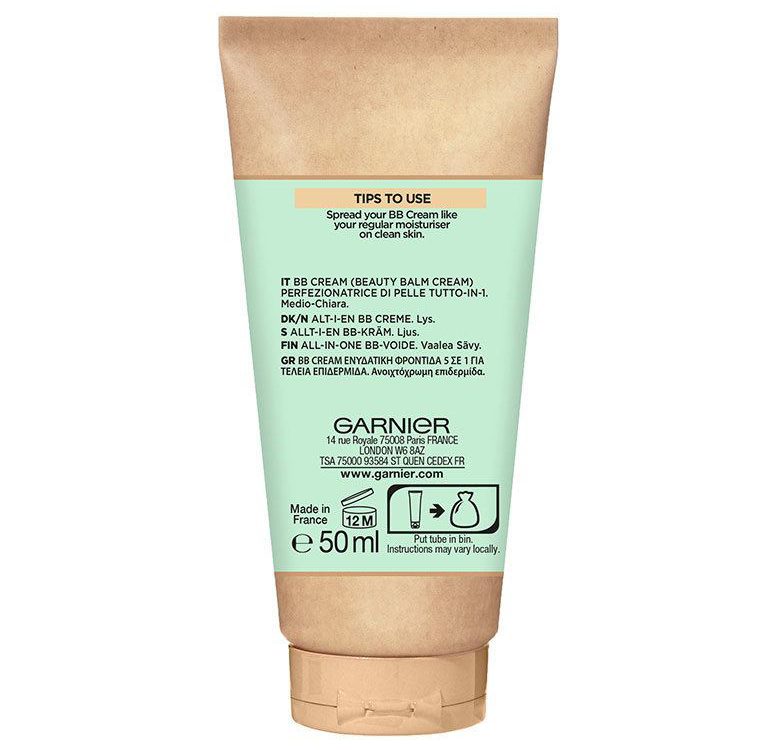 TIPS TO USE
Spread your BB Cream like
your regular moisturiser
on clean skin.
IT BB CREAM (BEAUTY BALM CREAM)
PERFEZIONATRICE DI PELLE TUTTO-IN-1.
Medio-Chiara.
DK/N ALT-I-EN BB CREME. Lys.
S ALLT-I-EN BB-KRÄM. Ljus.
FIN ALL-IN-ONE BB-VOIDE. Vaalea Sävy.
GR BB CREAM ΕΝΥΔΑΤΙΚΗ ΦΡΟΝΤΙΔΑ 5 ΣΕ 1 ΓΙΑ
ΤΕΛΕΙΑ ΕΠΙΔΕΡΜΙΔΑ. Ανοιχτόχρωμη επιδερμίδα.
GARNIER
14 rue Royale 75008 Paris FRANCE
LONDON W6 8AZ
TSA 75000 93584 ST QUEN CEDEX FR
www.garnier.com
Made in
France
12 M
℮ 50 ml
Put tube in bin.
Instructions may vary locally.